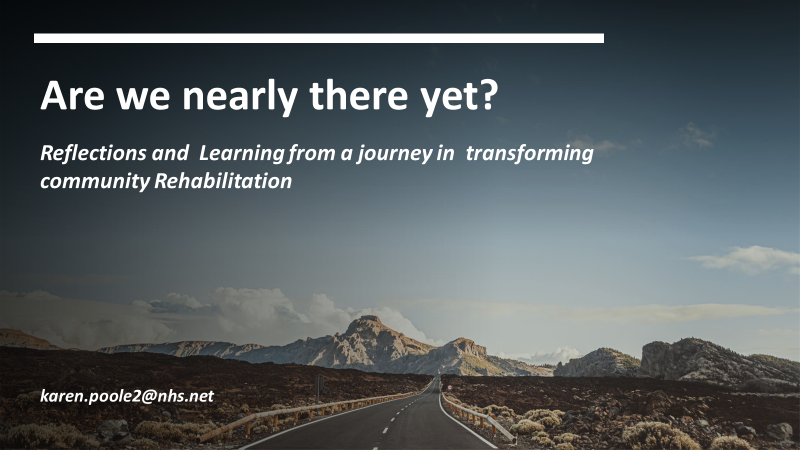 Are we nearly there yet?
Reflections and Learning from a journey in transforming
community Rehabilitation
karen.poole2@nhs.net